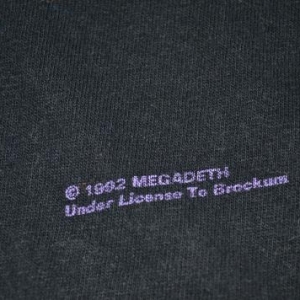 © 1992 MEGADETH
Under License To Brockum